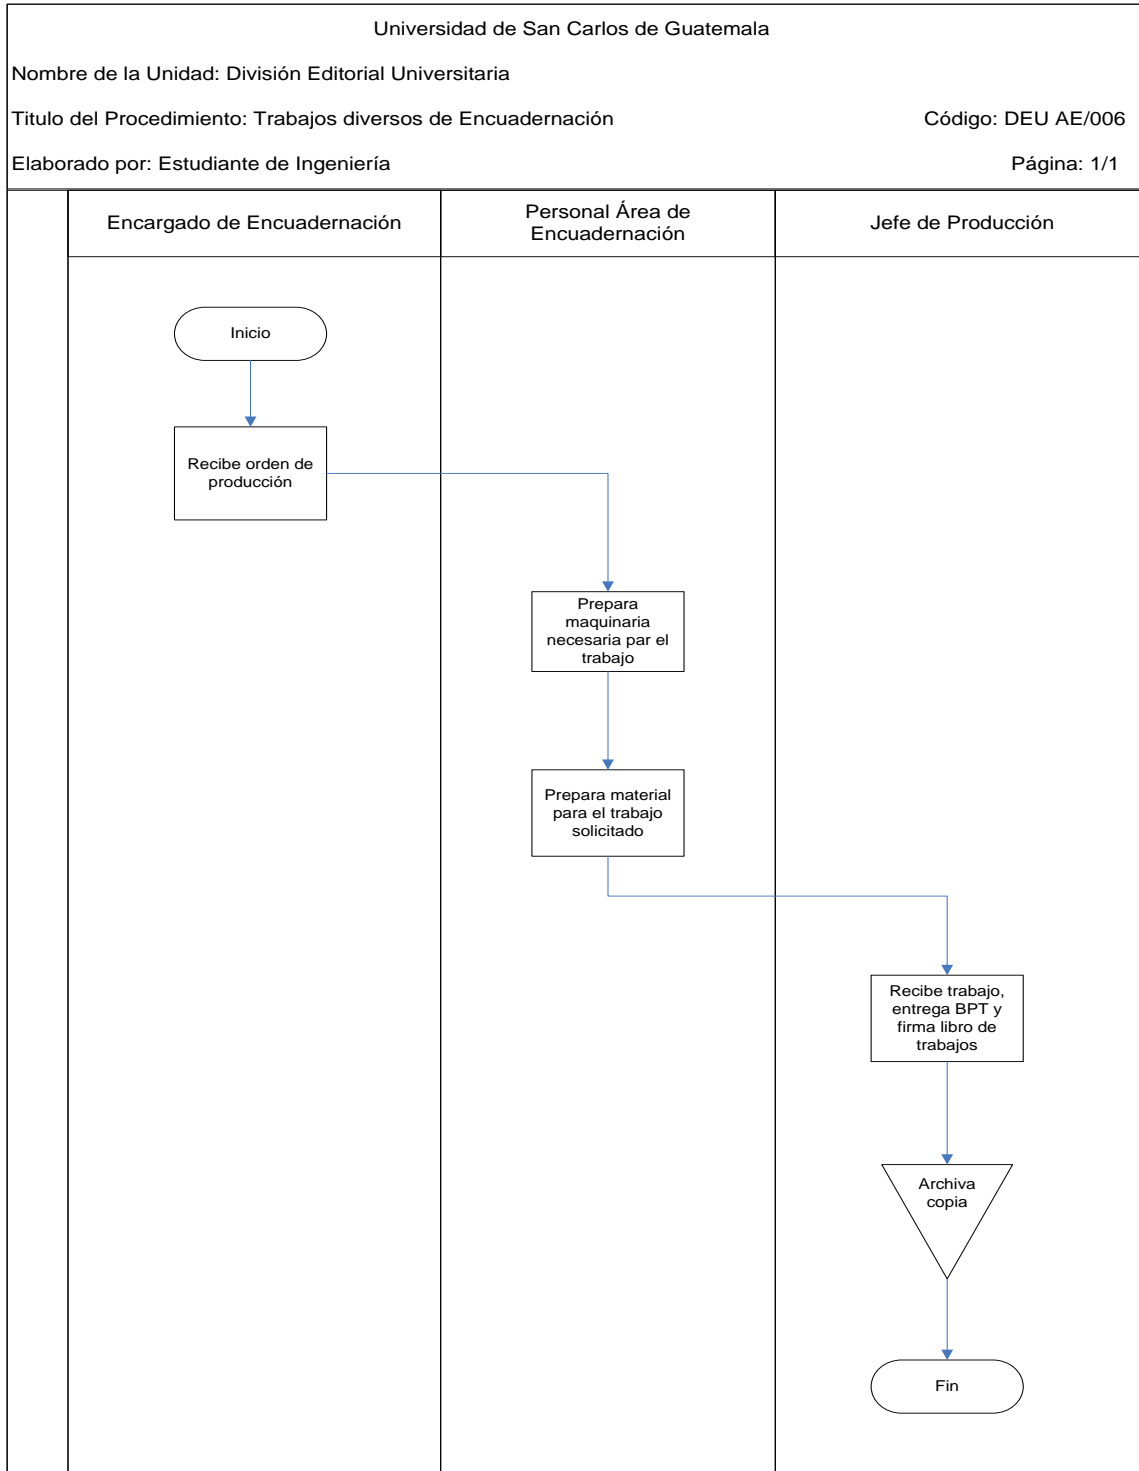 Universidad de San Carlos de Guatemala
Nombre de la Unidad: División Editorial Universitaria
Titulo del Procedimiento: Trabajos diversos de Encuadernación
Código: DEU AE/006
Elaborado por: Estudiante de Ingeniería
Página: 1/1
Encargado de Encuadernación
Personal Área de
Encuadernación
Jefe de Producción
Inicio
Recibe orden de
producción
Prepara
maquinaria
necesaria par el
trabajo
Prepara material
para el trabajo
solicitado
Recibe trabajo,
entrega BPT y
firma libro de
trabajos
Archiva
copia
Fin